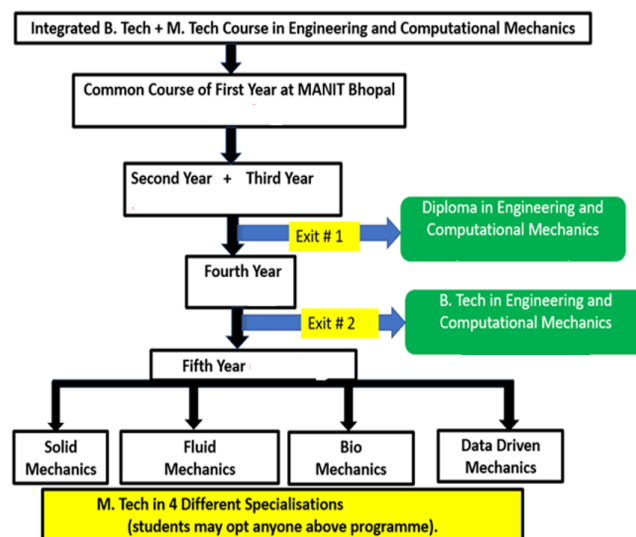 Integrated B. Tech + M. Tech Course in Engineering and Computational Mechanics
Common Course of First Year at MANIT Bhopal
Second Year + Third Year
Exit # 1
Diploma in Engineering and
Computational Mechanics
Fourth Year
Exit # 2
B. Tech in Engineering and
Computational Mechanics
Fifth Year
Solid
Mechanics
Fluid
Mechanics
Bio
Mechanics
Data Driven
Mechanics
M. Tech in 4 Different Specialisations
(students may opt anyone above programme).